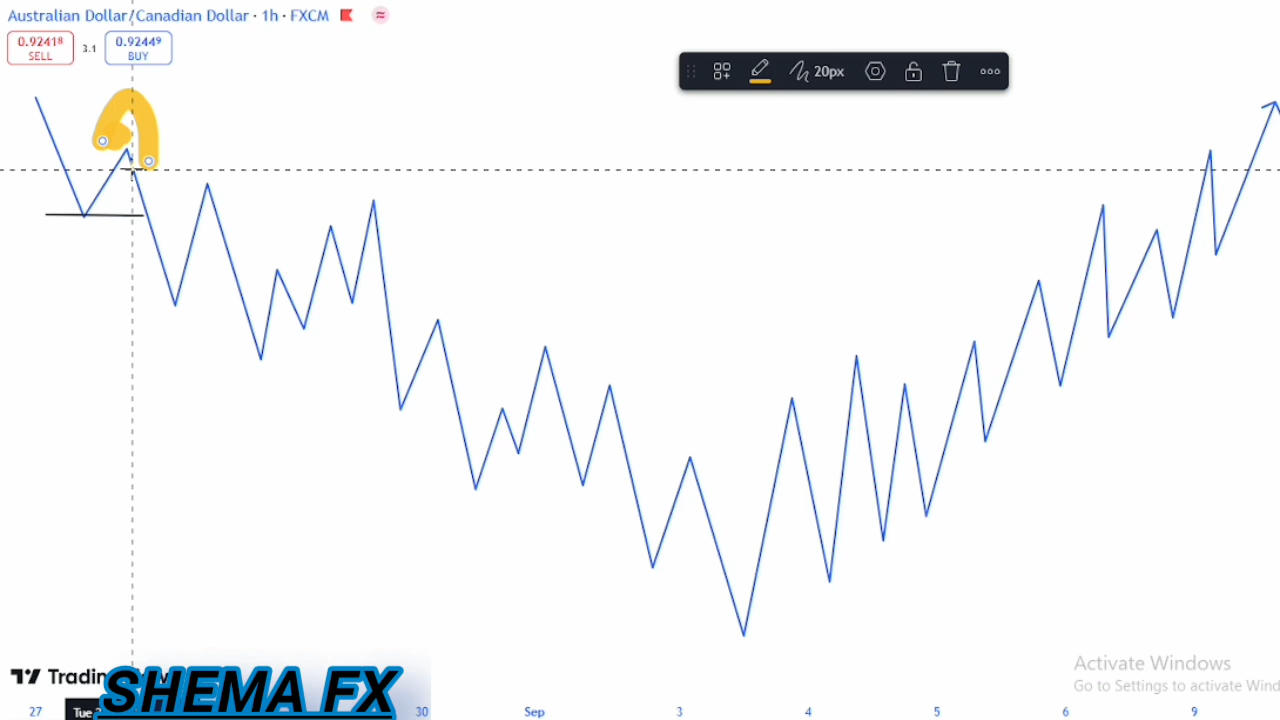 Australian Dollar/Canadian Dollar · 1h · FXCM
0.92418 3.1 0.92449
SELL BUY
20px
Activate Windows
Go to Settings to activate Wind
SHEMA FX
27 Tue 30 Sep 3 4 5 6 9